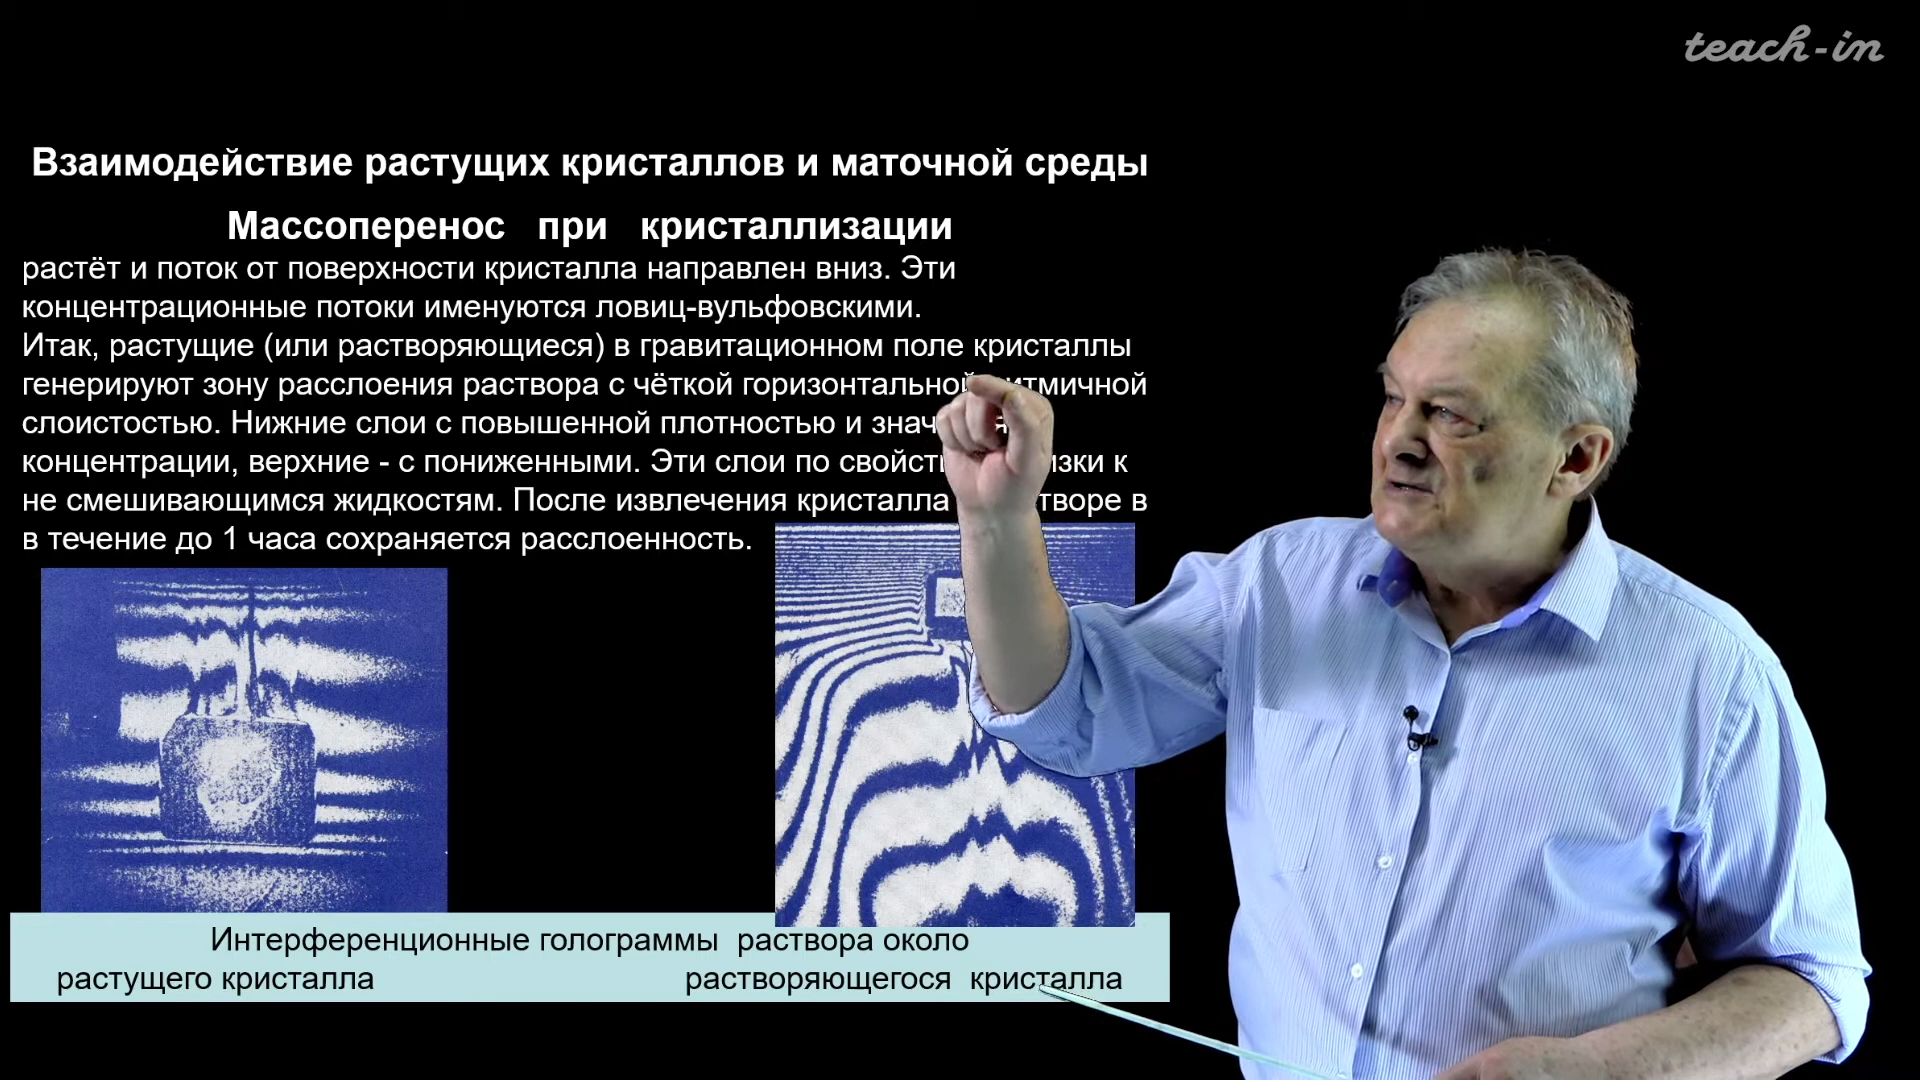 teach-in
Взаимодействие растущих кристаллов и маточной среды
Массоперенос при кристаллизации
растёт и поток от поверхности кристалла направлен вниз. Эти
концентрационные потоки именуются ловиц-вульфовскими.
Итак, растущие (или растворяющиеся) в гравитационном поле кристаллы
генерируют зону расслоения раствора с чёткой горизонтальной ритмичной
слоистостью. Нижние слои с повышенной плотностью и
концентрации, верхние - с пониженными. Эти слои по к
не смешивающимся жидкостям. После извлечения кристалла в
в течение до 1 часа сохраняется расслоенность.
Интерференционные голограммы раствора около
растущего кристалла растворяющегося кристалла